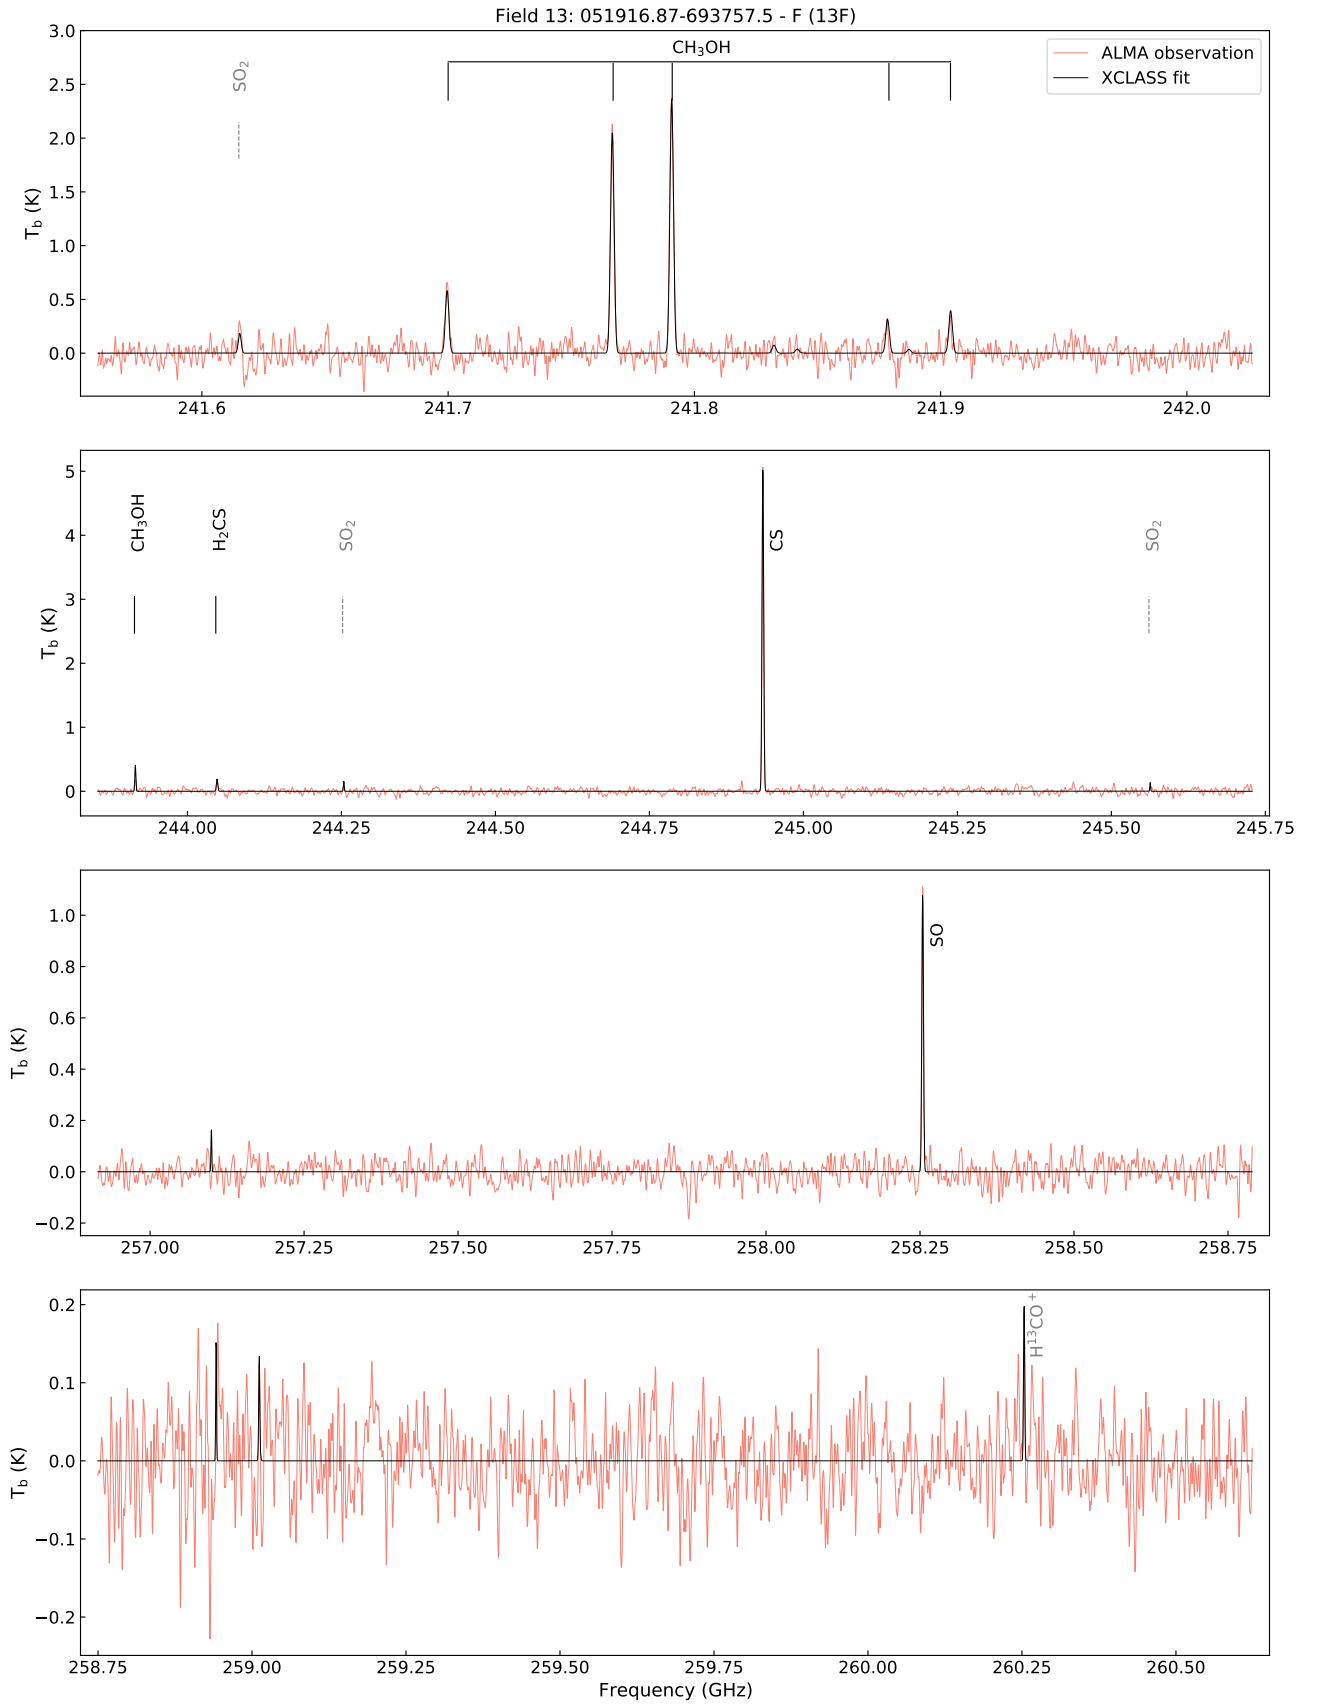 Field 13: 051916.87-693757.5 - F (13F)
3.0
2.5
2.0
1.5
1.0
0.5
0.0
T_b (K)
SO₂
CH₃OH
ALMA observation
XCLASS fit
241.6 241.7 241.8 241.9 242.0
5
4
3
2
1
0
T_b (K)
CH₃OH
H₂CS
SO₂
CS
SO₂
244.00 244.25 244.50 244.75 245.00 245.25 245.50 245.75
1.0
0.8
0.6
0.4
0.2
0.0
−0.2
T_b (K)
SO
257.00 257.25 257.50 257.75 258.00 258.25 258.50 258.75
0.2
0.1
0.0
−0.1
−0.2
T_b (K)
H¹³CO⁺
258.75 259.00 259.25 259.50 259.75 260.00 260.25 260.50
Frequency (GHz)